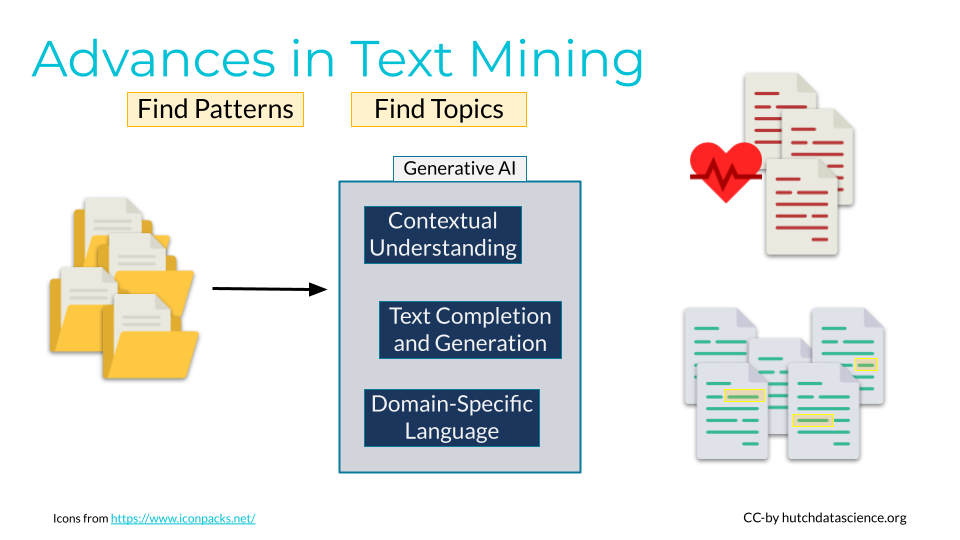 Advances in Text Mining
Find Patterns
Find Topics
Generative AI
Contextual
Understanding
Text Completion
and Generation
Domain-Specific
Language
Icons from https://www.iconpacks.net/
CC-by hutchdatascience.org